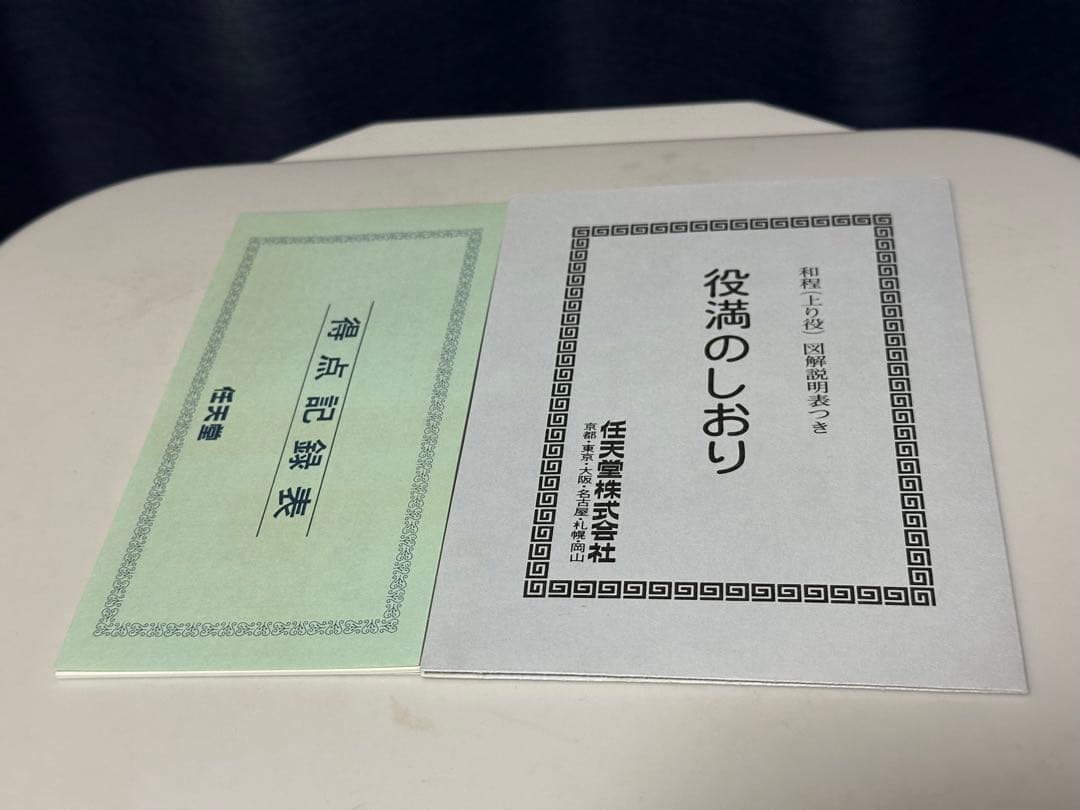 和程(上り役)図解説明表つき
役満のしおり
任天堂株式会社
京都・東京・大阪・名古屋・札幌・岡山
得点記録表
任天堂